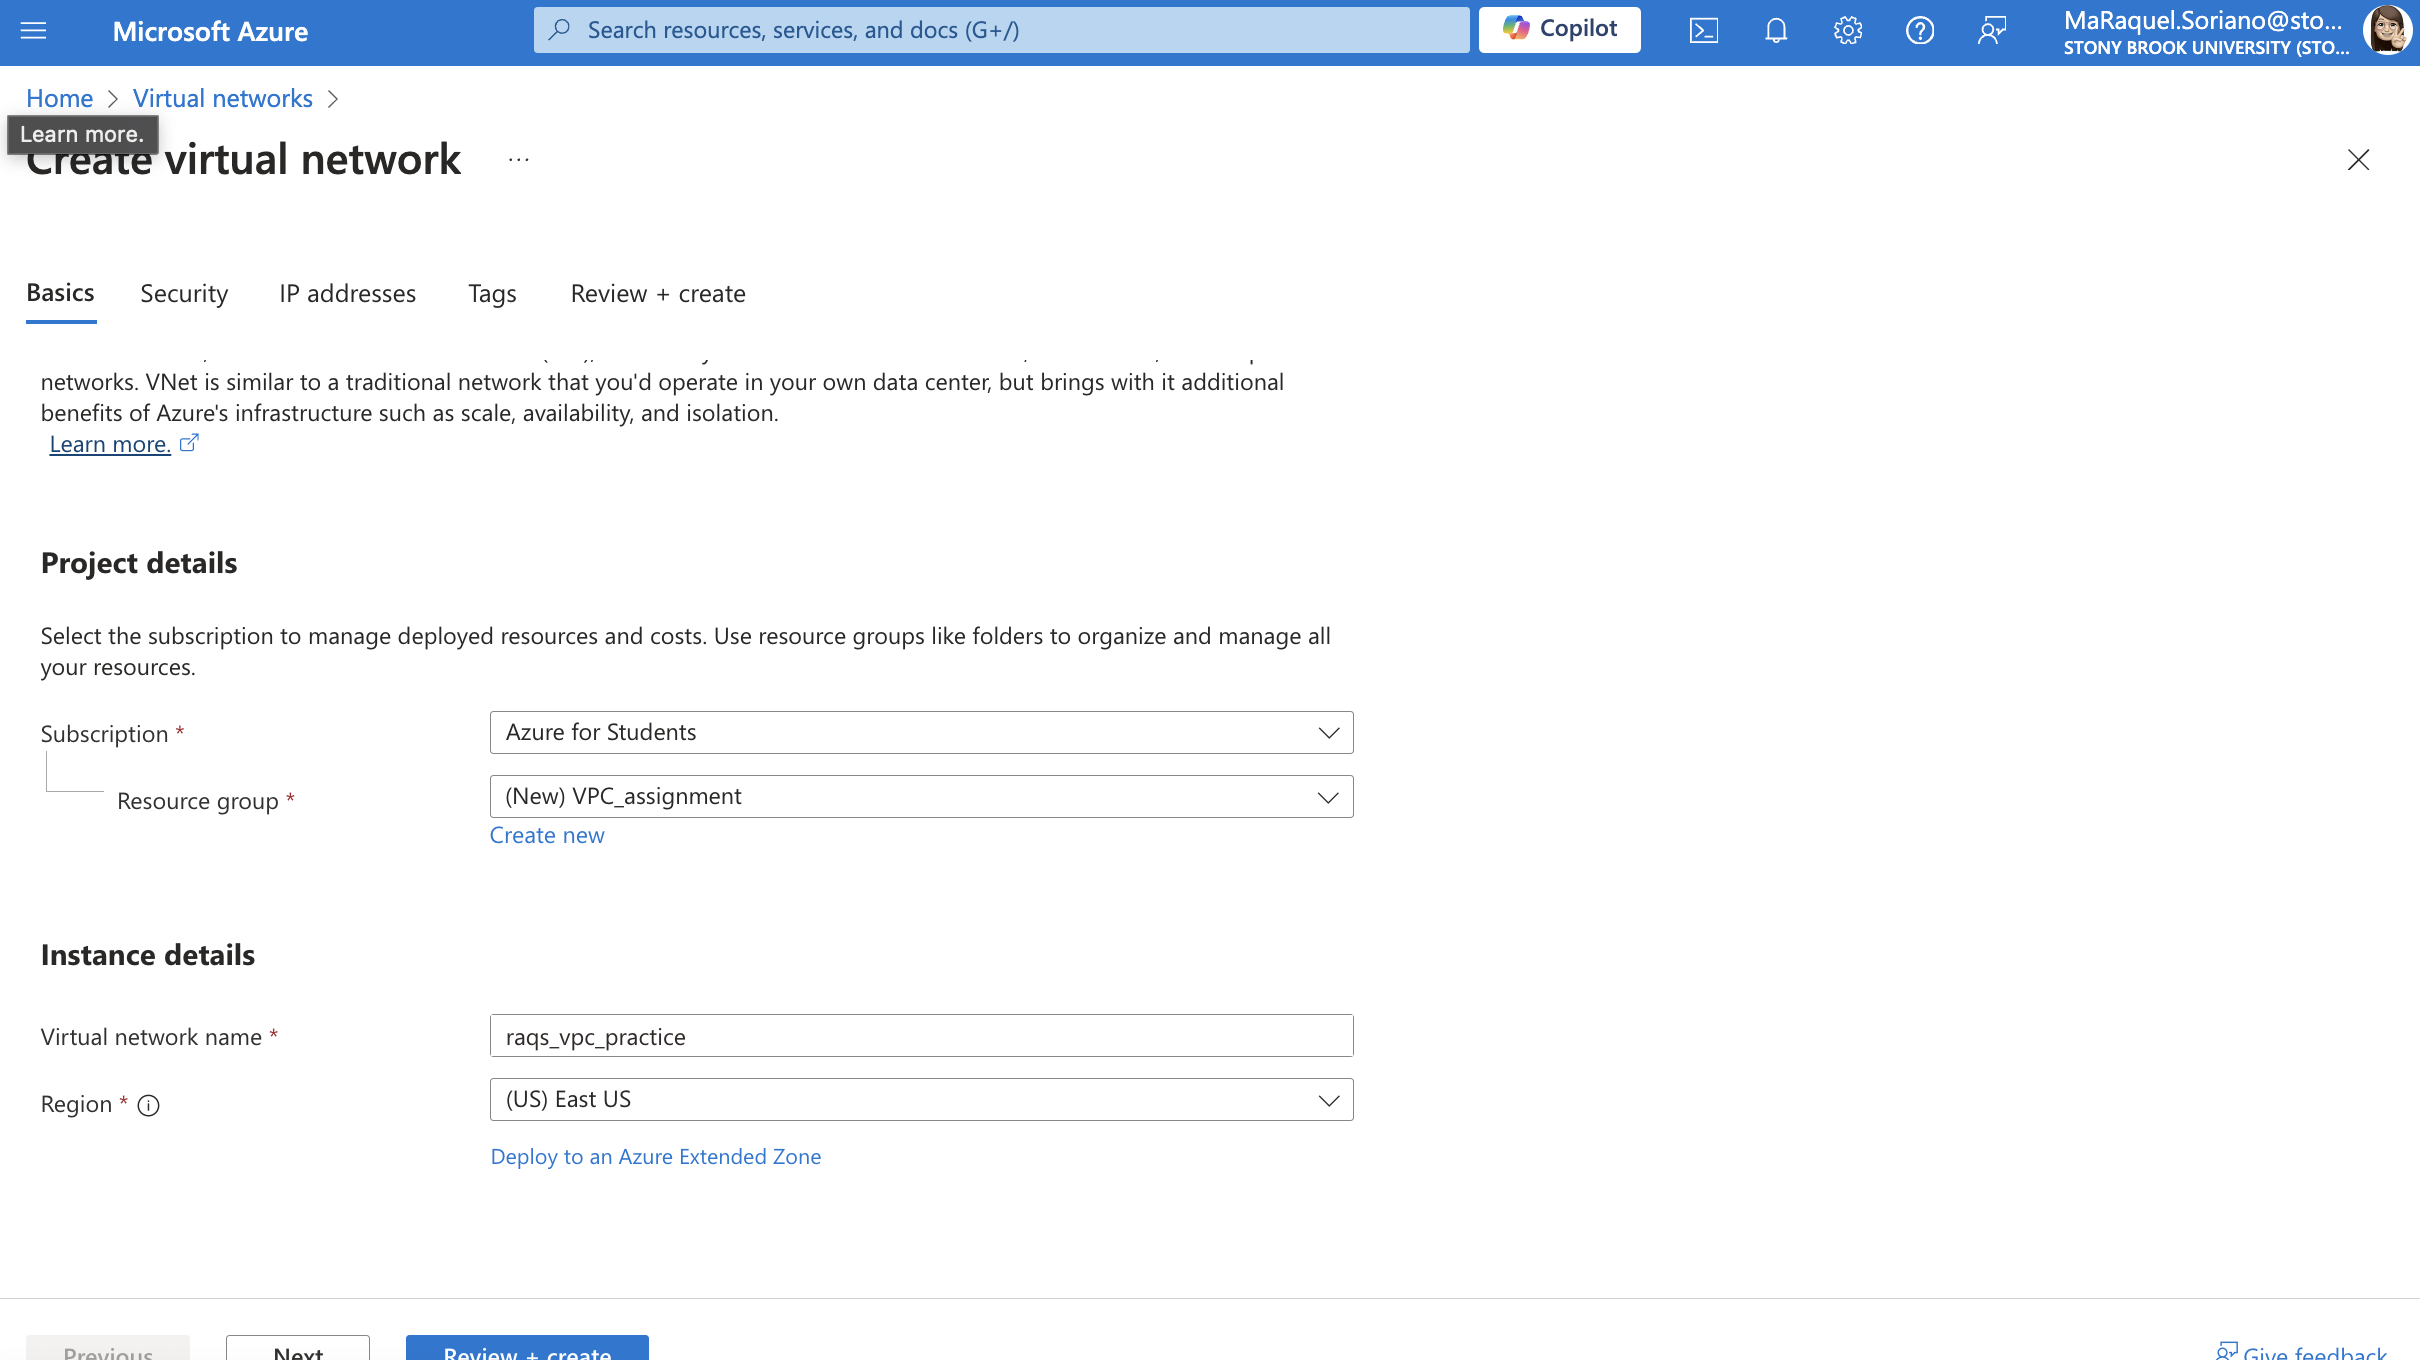 Microsoft Azure
Search resources, services, and docs (G+/)
Copilot
MaRaquel.Soriano@sto...
STONY BROOK UNIVERSITY (STO...
Home > Virtual networks >
Learn more.
Create virtual network ...
Basics Security IP addresses Tags Review + create
networks. VNet is similar to a traditional network that you'd operate in your own data center, but brings with it additional
benefits of Azure's infrastructure such as scale, availability, and isolation.
Learn more.
Project details
Select the subscription to manage deployed resources and costs. Use resource groups like folders to organize and manage all
your resources.
Subscription *
Azure for Students
Resource group *
(New) VPC_assignment
Create new
Instance details
Virtual network name *
raqs_vpc_practice
Region *
(US) East US
Deploy to an Azure Extended Zone
Previous
Next
Review + create
Give feedback